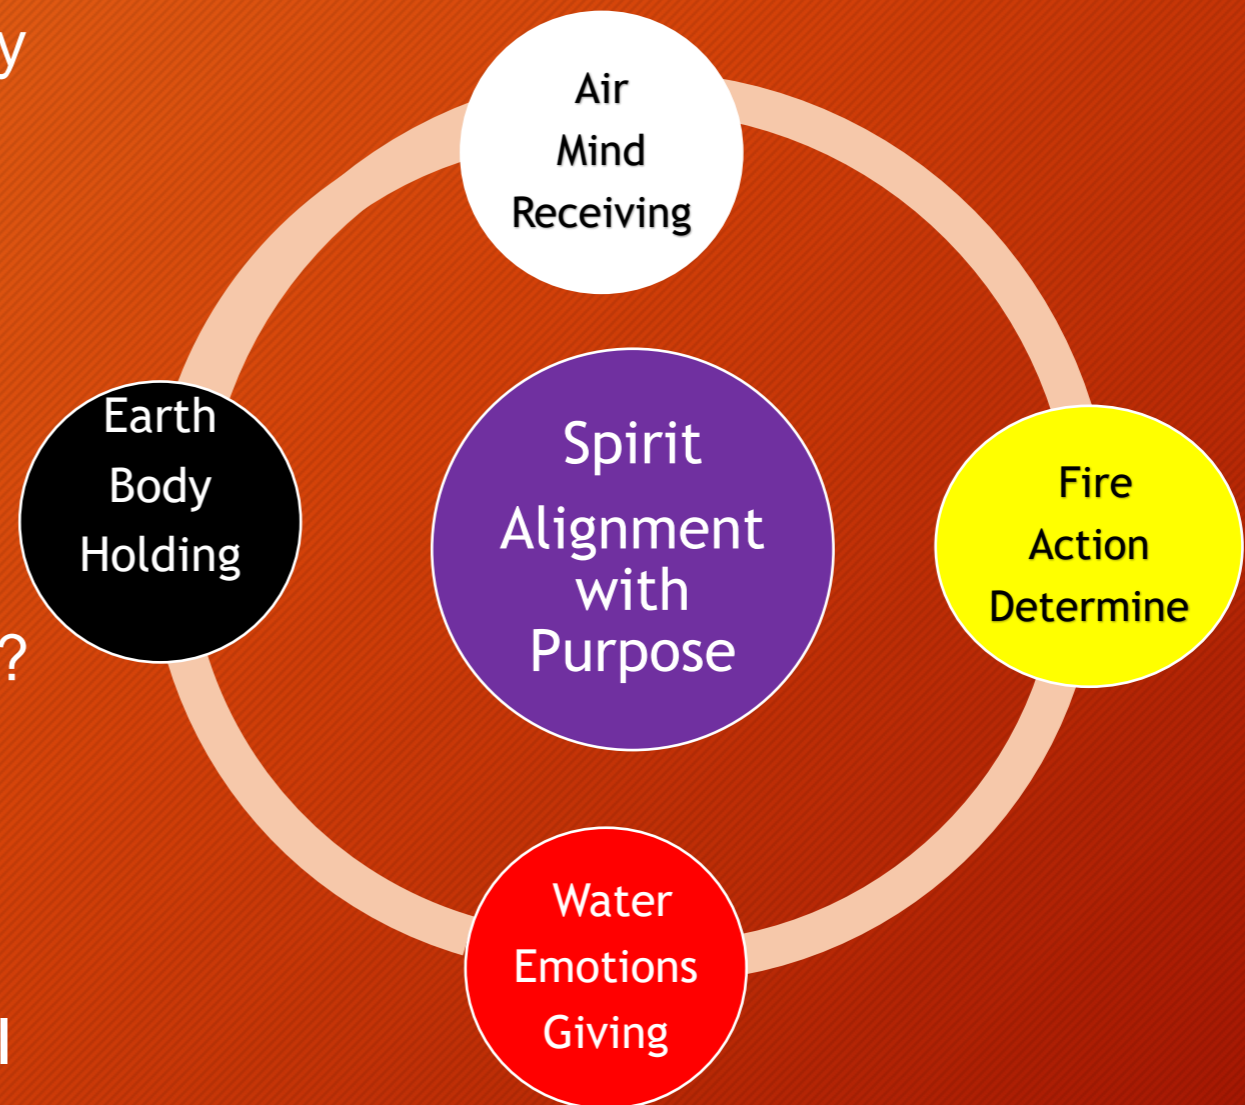 y
Air
Mind
Receiving
Earth
Body
Holding
Spirit
Alignment
with
Purpose
Fire
Action
Determine
?
Water
Emotions
Giving
l